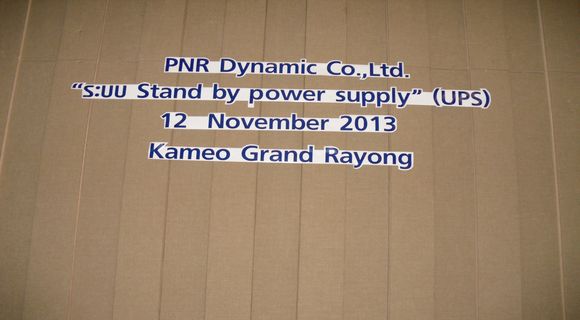 PNR Dynamic Co.,Ltd.
“ระบบ Stand by power supply” (UPS)
12 November 2013
Kameo Grand Rayong